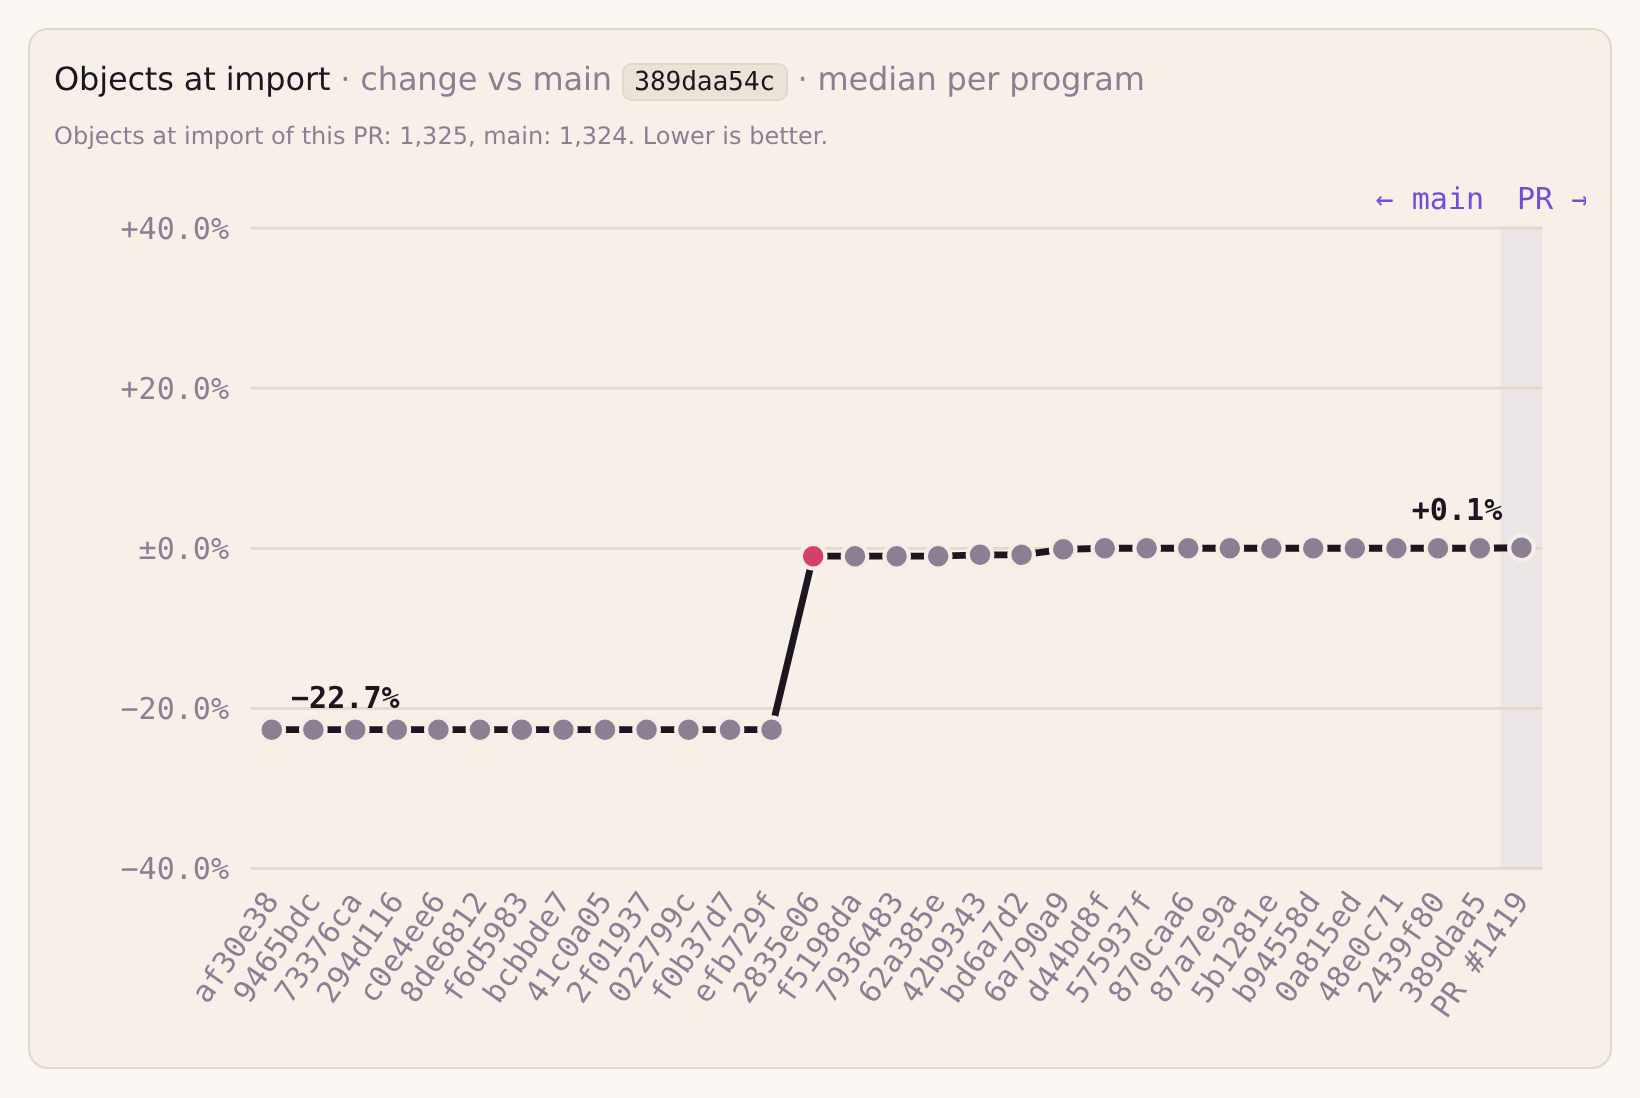 Objects at import · change vs main 389daa54c · median per program
Objects at import of this PR: 1,325, main: 1,324. Lower is better.
← main PR →
+40.0%
+20.0%
+0.1%
±0.0%
−22.7%
−20.0%
−40.0%
af30e38
9465bdc
73376ca
294d116
c0e4ee6
8de6812
f6d5983
bcbbde7
41c0a05
2f01937
022799c
f0b37d7
efb729f
2835e06
f5198da
7936483
62a385e
42b9343
bd6a7d2
6a790a9
d44bd8f
575937f
870caa6
87a7e9a
5b1281e
b94558d
0a815ed
48e0c71
2439f80
389daa5
PR #1419